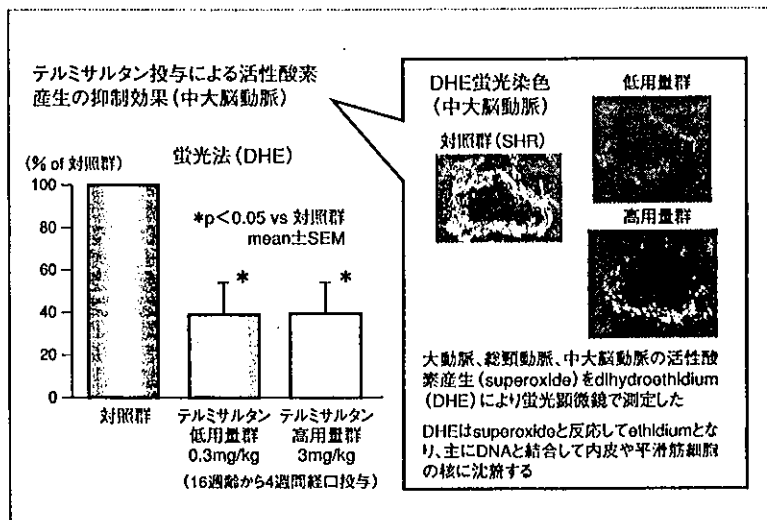 テルミサルタン投与による活性酸素
産生の抑制効果(中大脳動脈)
(% of 対照群)
蛍光法(DHE)
100
80
60
40
20
0
*p<0.05 vs 対照群
mean±SEM
*
*
対照群
テルミサルタン
低用量群
0.3mg/kg
テルミサルタン
高用量群
3mg/kg
(16週齢から4週間経口投与)
DHE蛍光染色
(中大脳動脈)
対照群(SHR)
低用量群
高用量群
大動脈、総頸動脈、中大脳動脈の活性酸
素産生(superoxide)をdihydroethidium
(DHE)により蛍光顕微鏡で測定した
DHEはsuperoxideと反応してethidiumとな
り、主にDNAと結合して内皮や平滑筋細胞
の核に沈着する